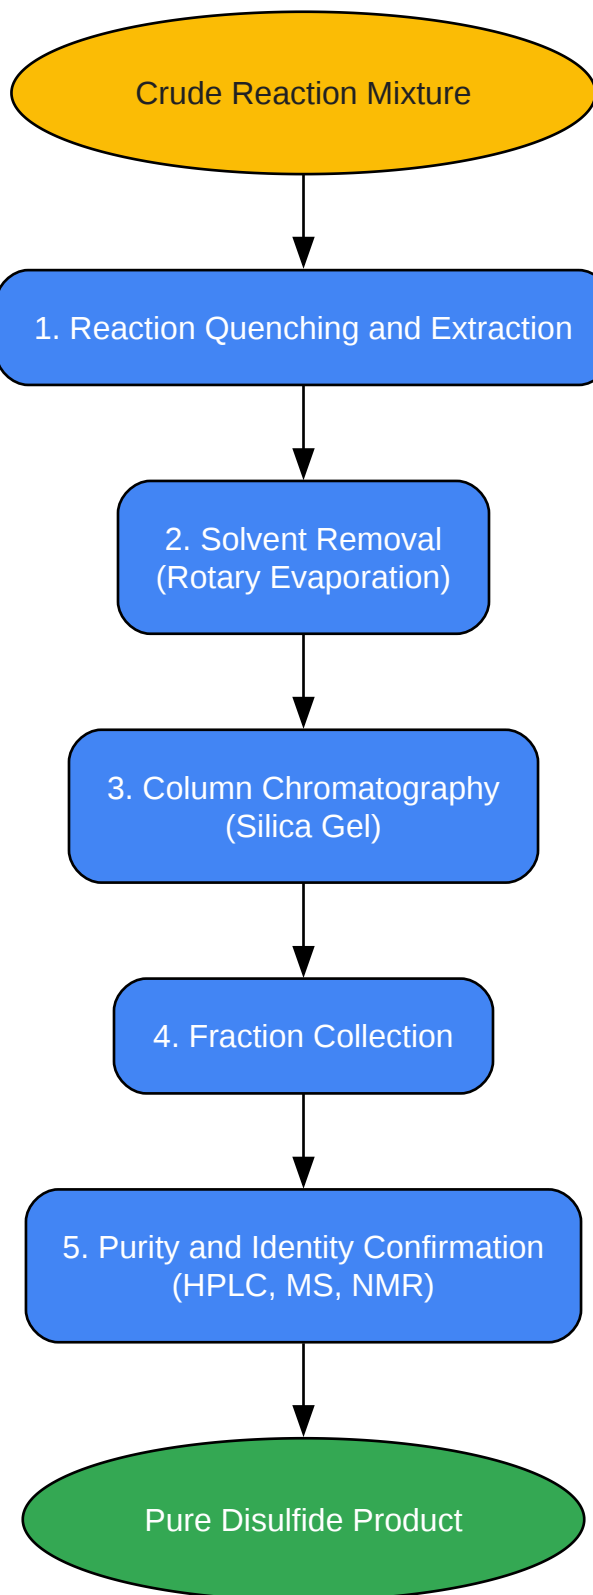 Crude Reaction Mixture
1. Reaction Quenching and Extraction
2. Solvent Removal
(Rotary Evaporation)
3. Column Chromatography
(Silica Gel)
4. Fraction Collection
5. Purity and Identity Confirmation
(HPLC, MS, NMR)
Pure Disulfide Product